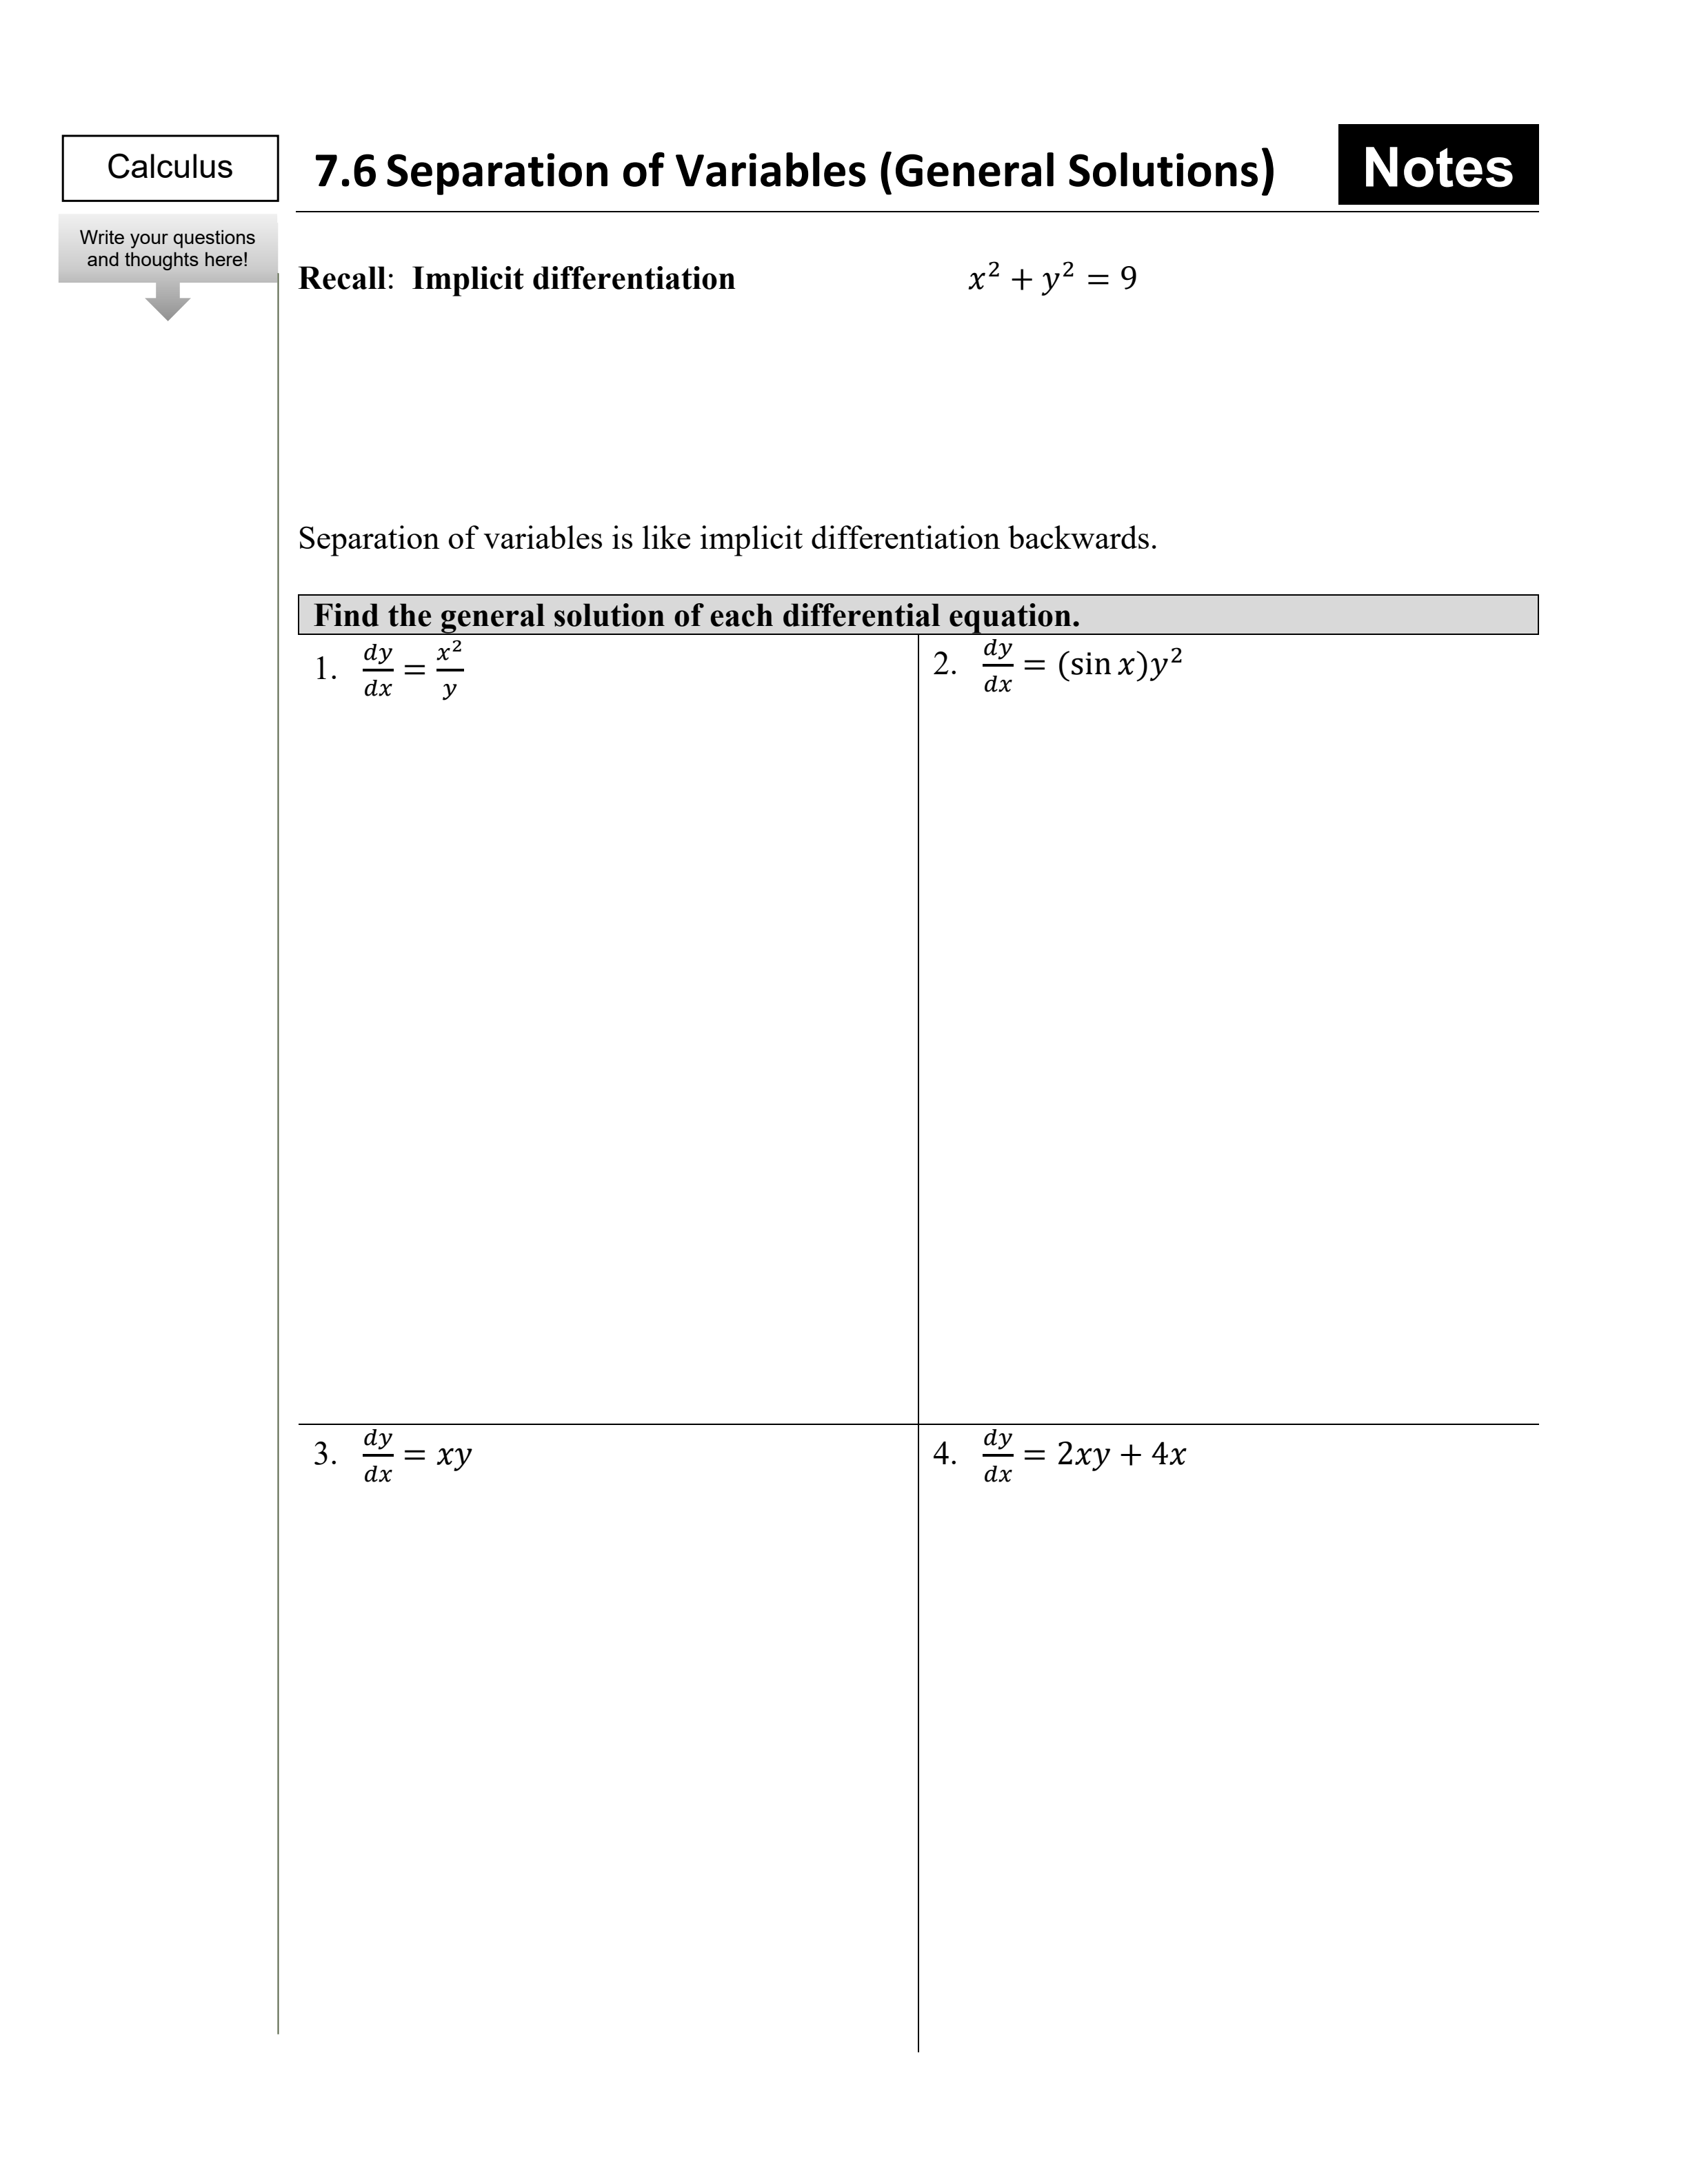 Calculus
7.6 Separation of Variables (General Solutions)
Notes
Write your questions
and thoughts here!
Recall: Implicit differentiation x² + y² = 9
Separation of variables is like implicit differentiation backwards.
Find the general solution of each differential equation.
1. dy/dx = x²/y
2. dy/dx = (sin x)y²
3. dy/dx = xy
4. dy/dx = 2xy + 4x